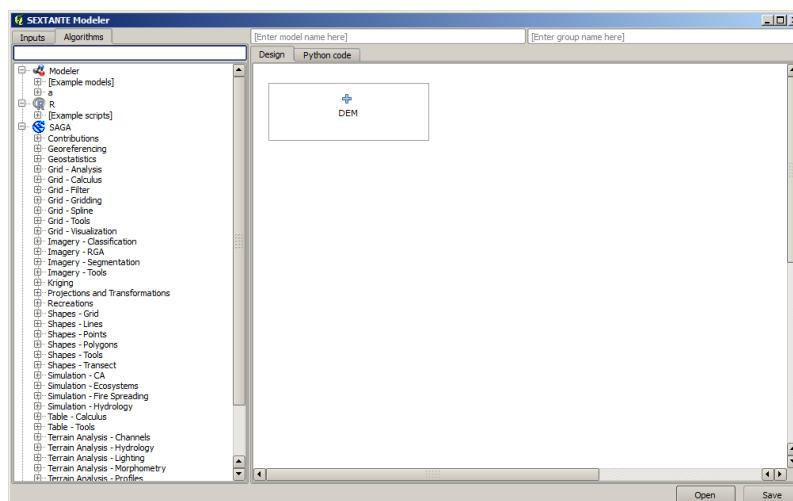 SEXTANTE Modeler
Inputs
Algorithms
[Enter model name here]
[Enter group name here]
Design
Python code
Modeler
[Example models]
a
R
[Example scripts]
SAGA
Contributions
Georeferencing
Geostatistics
Grid - Analysis
Grid - Calculus
Grid - Filter
Grid - Gridding
Grid - Spline
Grid - Tools
Grid - Visualization
Imagery - Classification
Imagery - RGA
Imagery - Segmentation
Imagery - Tools
Kriging
Projections and Transformations
Recreations
Shapes - Grid
Shapes - Lines
Shapes - Points
Shapes - Polygons
Shapes - Tools
Shapes - Transect
Simulation - CA
Simulation - Ecosystems
Simulation - Fire Spreading
Simulation - Hydrology
Table - Calculus
Table - Tools
Terrain Analysis - Channels
Terrain Analysis - Hydrology
Terrain Analysis - Lighting
Terrain Analysis - Morphometry
Terrain Analysis - Profiles
DEM
Open
Save